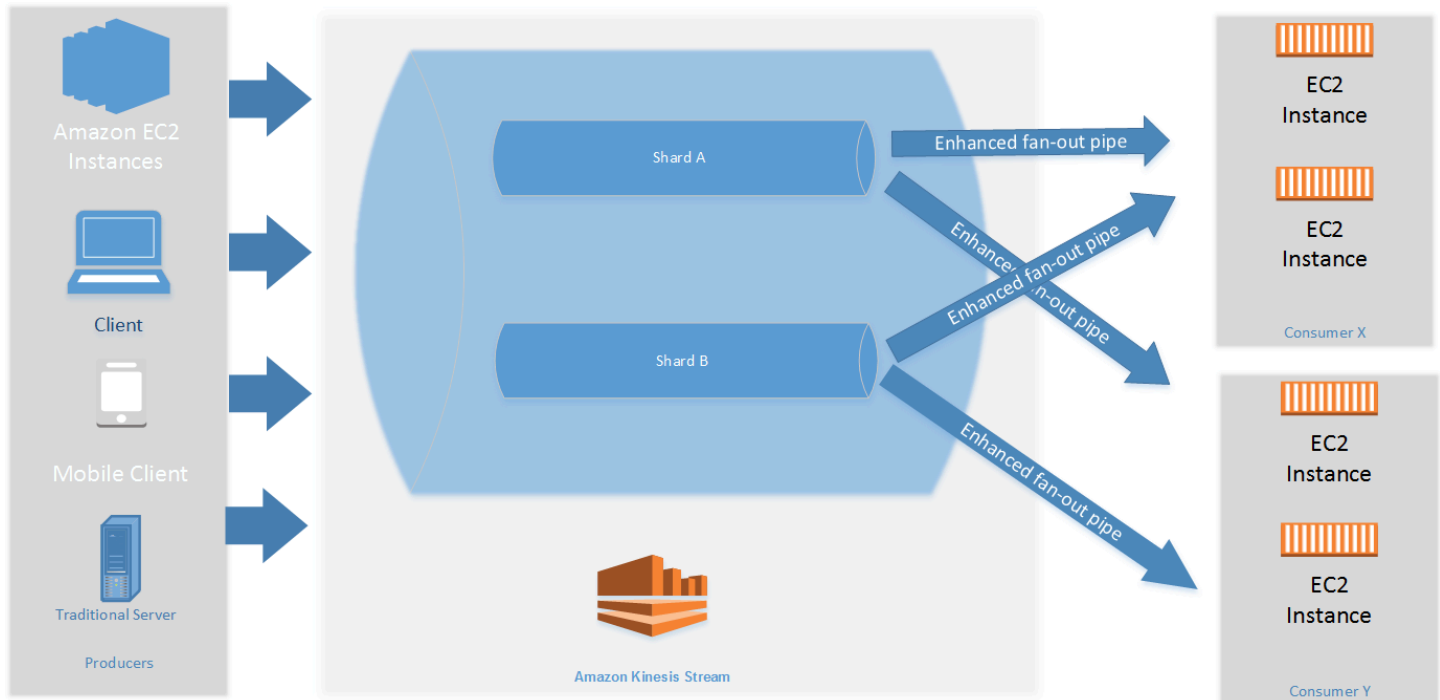 Amazon EC2
Instances
Client
Mobile Client
Traditional Server
Producers
Shard A
Shard B
Enhanced fan-out pipe
Enhanced fan-out pipe
Enhanced fan-out pipe
Enhanced fan-out pipe
Amazon Kinesis Stream
EC2
Instance
EC2
Instance
Consumer X
EC2
Instance
EC2
Instance
Consumer Y